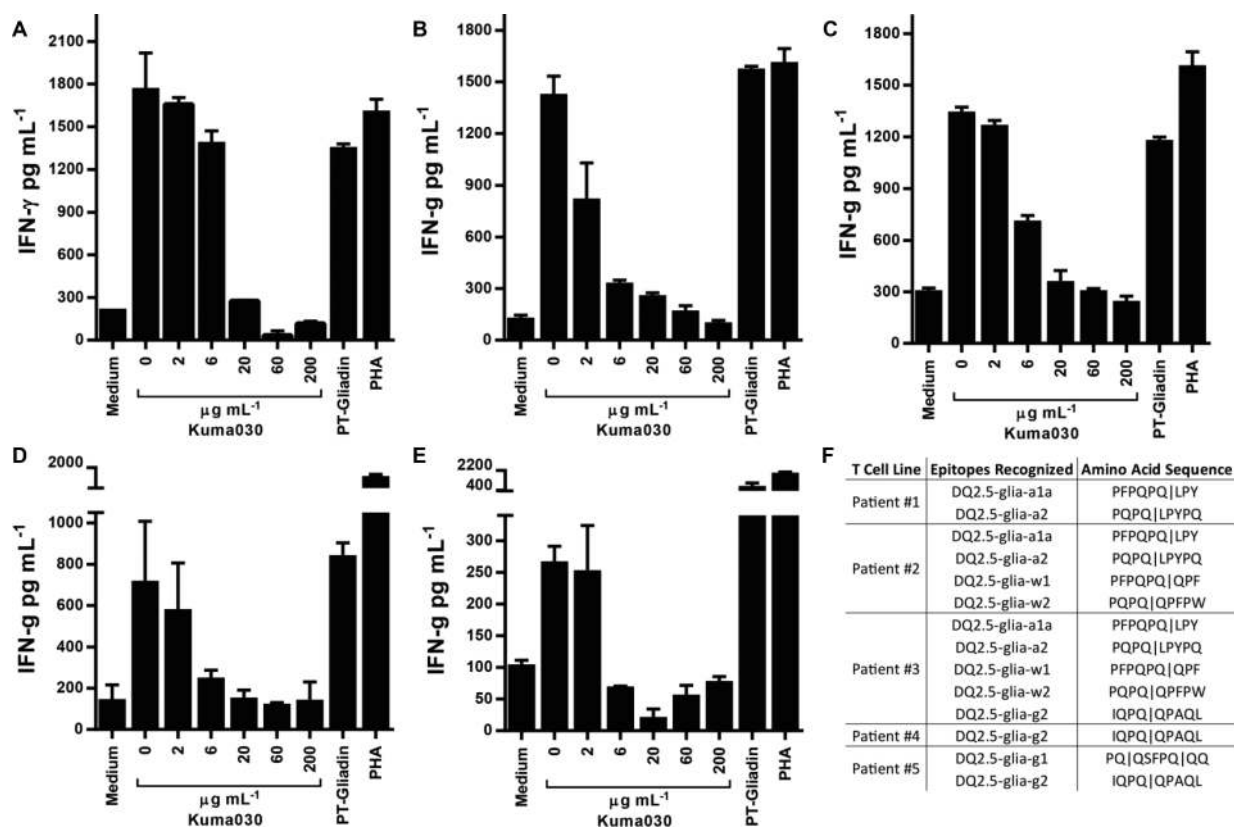 A
IFN-γ pg mL-1
2100
1800
1500
1200
900
600
300
0
Medium
0
2
6
20
60
200
PT-Gliadin
PHA
μg mL-1
Kuma030
B
IFN-g pg mL-1
1800
1500
1200
900
600
300
0
Medium
0
2
6
20
60
200
PT-Gliadin
PHA
μg mL-1
Kuma030
C
IFN-g pg mL-1
1800
1500
1200
900
600
300
0
Medium
0
2
6
20
60
200
PT-Gliadin
PHA
μg mL-1
Kuma030
D
IFN-g pg mL-1
2000
1000
800
600
400
200
0
Medium
0
2
6
20
60
200
PT-Gliadin
PHA
μg mL-1
Kuma030
E
IFN-g pg mL-1
2200
400
300
250
200
150
100
50
0
Medium
0
2
6
20
60
200
PT-Gliadin
PHA
μg mL-1
Kuma030
F
T Cell Line Epitopes Recognized Amino Acid Sequence
Patient #1 DQ2.5-glia-a1a PFPQPQ|LPY
DQ2.5-glia-a2 PQPQ|LPYPQ
Patient #2 DQ2.5-glia-a1a PFPQPQ|LPY
DQ2.5-glia-a2 PQPQ|LPYPQ
DQ2.5-glia-w1 PFPQPQ|QPF
DQ2.5-glia-w2 PQPQ|QPFPW
Patient #3 DQ2.5-glia-a1a PFPQPQ|LPY
DQ2.5-glia-a2 PQPQ|LPYPQ
DQ2.5-glia-w1 PFPQPQ|QPF
DQ2.5-glia-w2 PQPQ|QPFPW
DQ2.5-glia-g2 IQPQ|QPAQL
Patient #4 DQ2.5-glia-g2 IQPQ|QPAQL
Patient #5 DQ2.5-glia-g1 PQ|QSFPQ|QQ
DQ2.5-glia-g2 IQPQ|QPAQL